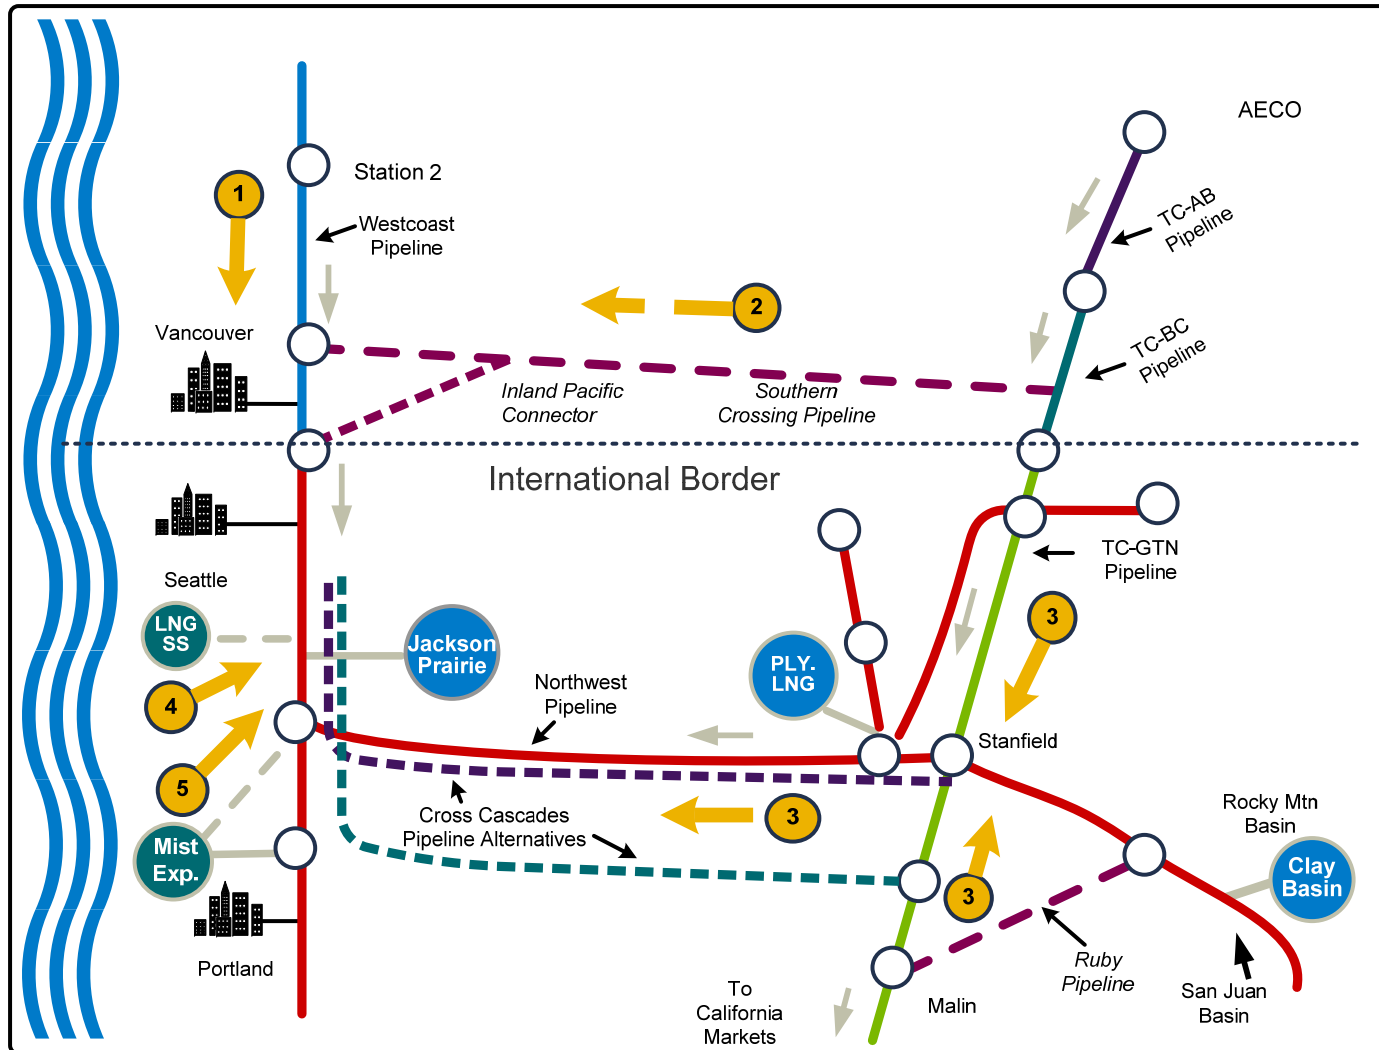 AECO
Station 2
1
Westcoast
Pipeline
TC-AB
Pipeline
2
Vancouver
TC-BC
Pipeline
Inland Pacific
Connector
Southern
Crossing Pipeline
International Border
TC-GTN
Pipeline
Seattle
LNG
SS
3
Jackson
Prairie
PLY.
LNG
4
Northwest
Pipeline
Stanfield
5
Cross Cascades
Pipeline Alternatives
3
Rocky Mtn
Basin
Mist
Exp.
3
Clay
Basin
Portland
Ruby
Pipeline
To
California
Markets
Malin
San Juan
Basin